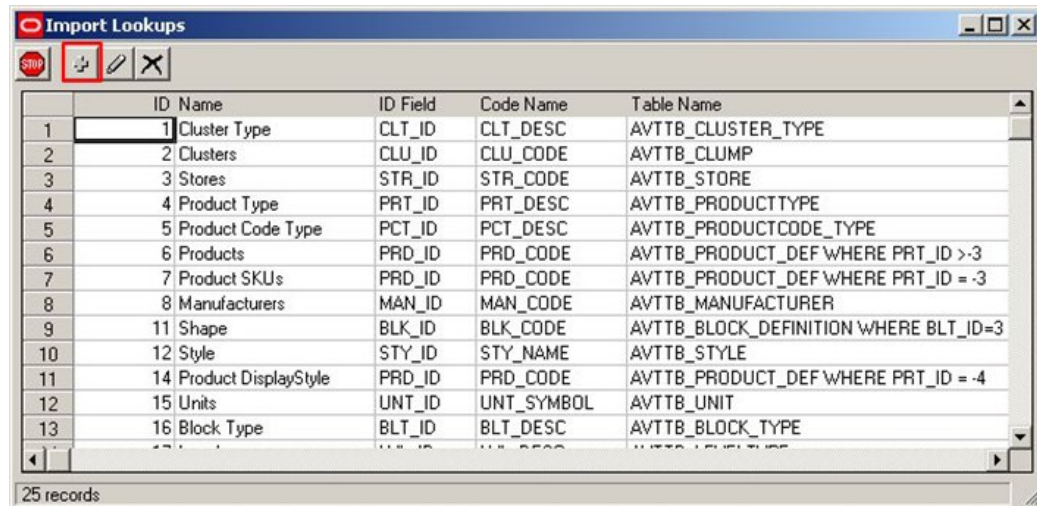 Import Lookups
STOP
ID Name ID Field Code Name Table Name
1 1 Cluster Type CLT_ID CLT_DESC AVTTB_CLUSTER_TYPE
2 2 Clusters CLU_ID CLU_CODE AVTTB_CLUMP
3 3 Stores STR_ID STR_CODE AVTTB_STORE
4 4 Product Type PRT_ID PRT_DESC AVTTB_PRODUCTTYPE
5 5 Product Code Type PCT_ID PCT_DESC AVTTB_PRODUCTCODE_TYPE
6 6 Products PRD_ID PRD_CODE AVTTB_PRODUCT_DEF WHERE PRT_ID >-3
7 7 Product SKUs PRD_ID PRD_CODE AVTTB_PRODUCT_DEF WHERE PRT_ID = -3
8 8 Manufacturers MAN_ID MAN_CODE AVTTB_MANUFACTURER
9 11 Shape BLK_ID BLK_CODE AVTTB_BLOCK_DEFINITION WHERE BLT_ID=3
10 12 Style STY_ID STY_NAME AVTTB_STYLE
11 14 Product DisplayStyle PRD_ID PRD_CODE AVTTB_PRODUCT_DEF WHERE PRT_ID = -4
12 15 Units UNT_ID UNT_SYMBOL AVTTB_UNIT
13 16 Block Type BLT_ID BLT_DESC AVTTB_BLOCK_TYPE
25 records